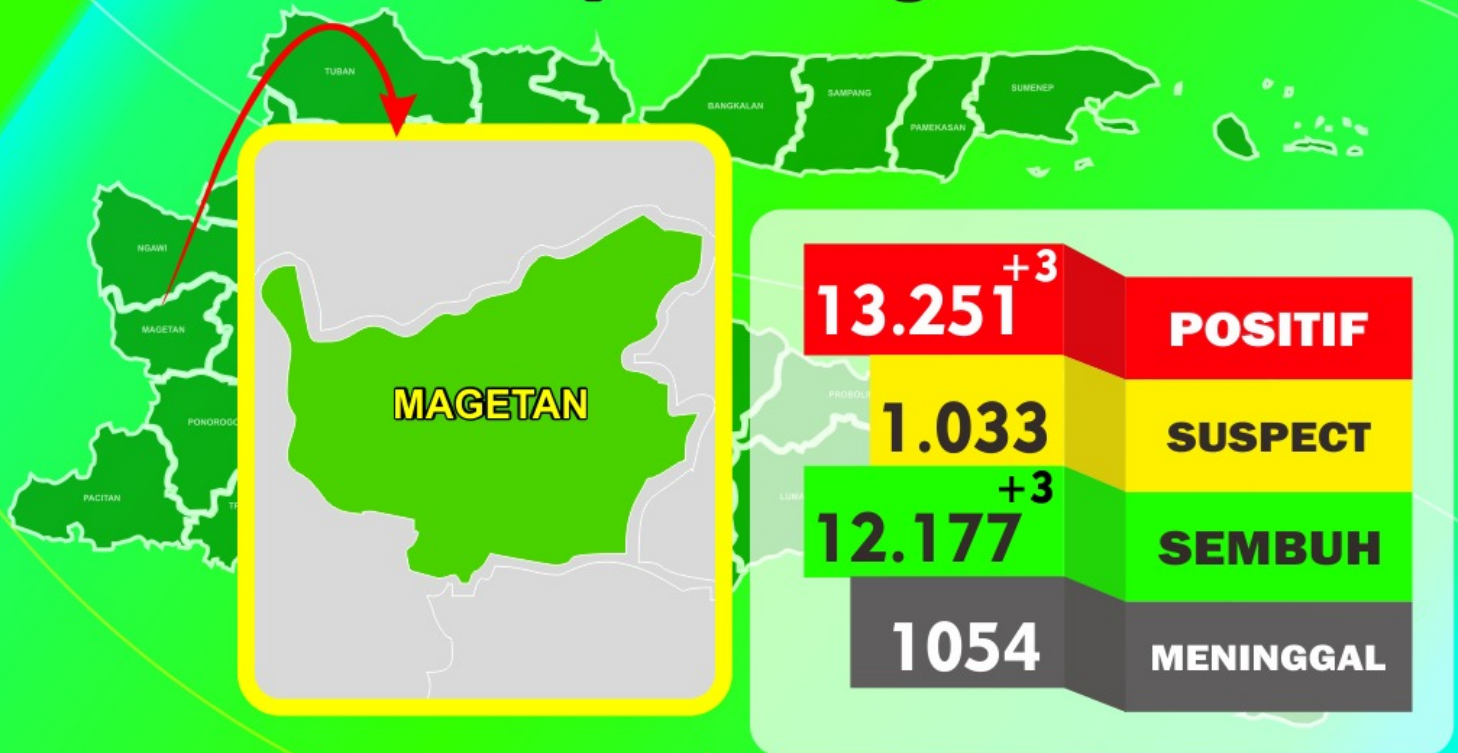 TUBAN
BANGKALAN
SAMPANG
PAMEKASAN
SUMENEP
NGAWI
MAGETAN
PONOROGO
PACITAN
MAGETAN
+3
13.251
POSITIF
1.033
SUSPECT
+3
12.177
SEMBUH
1054
MENINGGAL